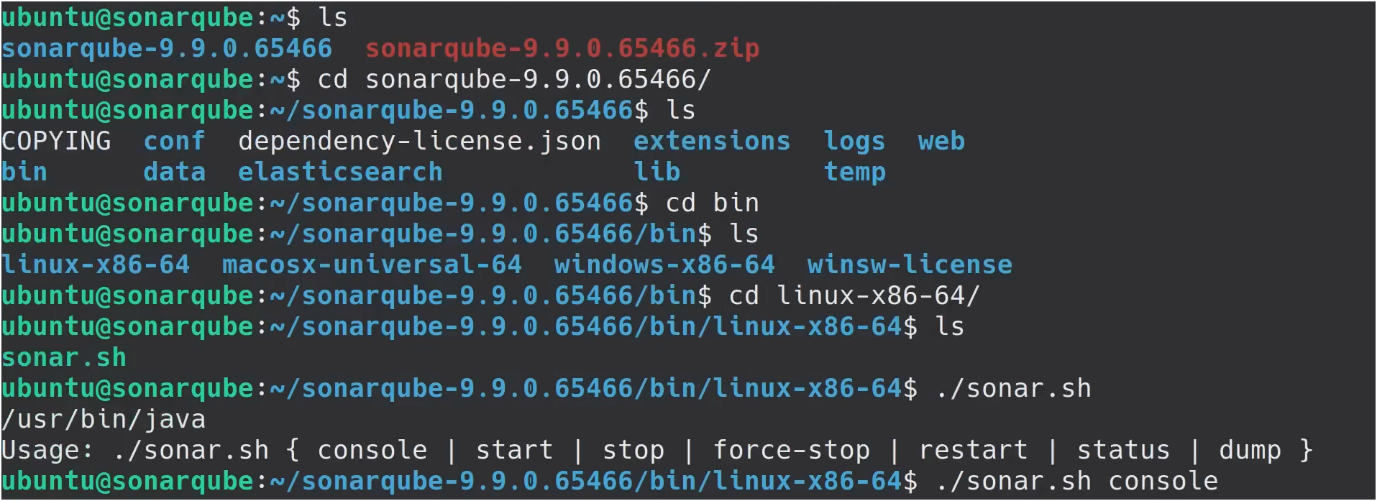 ubuntu@sonarqube:~$ ls
sonarqube-9.9.0.65466  sonarqube-9.9.0.65466.zip
ubuntu@sonarqube:~$ cd sonarqube-9.9.0.65466/
ubuntu@sonarqube:~/sonarqube-9.9.0.65466$ ls
COPYING  conf  dependency-license.json  extensions  logs  web
bin      data  elasticsearch            lib         temp
ubuntu@sonarqube:~/sonarqube-9.9.0.65466$ cd bin
ubuntu@sonarqube:~/sonarqube-9.9.0.65466/bin$ ls
linux-x86-64  macosx-universal-64  windows-x86-64  winsw-license
ubuntu@sonarqube:~/sonarqube-9.9.0.65466/bin$ cd linux-x86-64/
ubuntu@sonarqube:~/sonarqube-9.9.0.65466/bin/linux-x86-64$ ls
sonar.sh
ubuntu@sonarqube:~/sonarqube-9.9.0.65466/bin/linux-x86-64$ ./sonar.sh
/usr/bin/java
Usage: ./sonar.sh { console | start | stop | force-stop | restart | status | dump }
ubuntu@sonarqube:~/sonarqube-9.9.0.65466/bin/linux-x86-64$ ./sonar.sh console